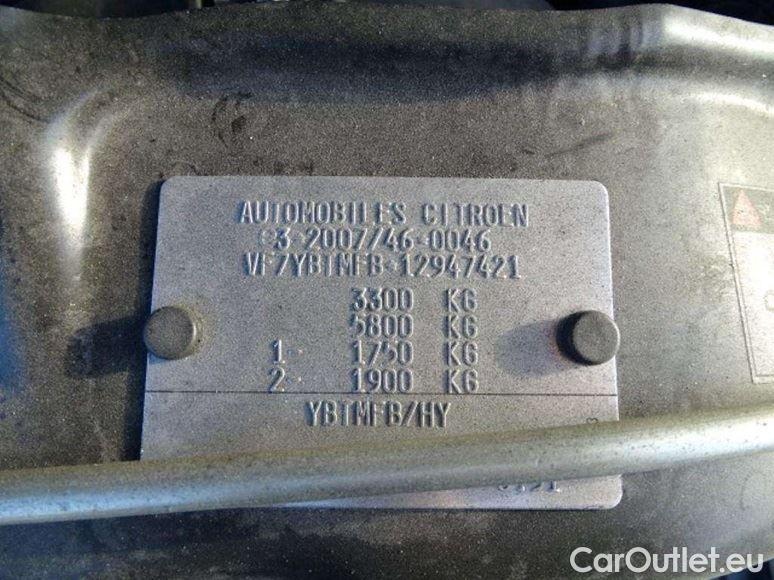 AUTOMOBILES CITROEN
e3*2007/46*0046
VF7YBTMFB*12947421
3300 KG
5800 KG
1- 1750 KG
2- 1900 KG
YBTMFB/HY
CarOutlet.eu